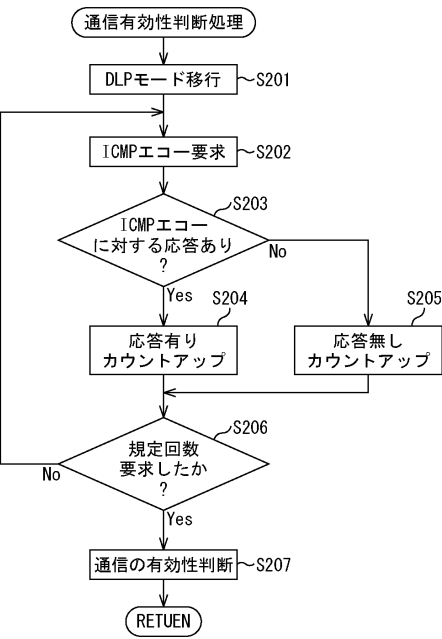 通信有効性判断処理
DLPモード移行
S201
ICMPエコー要求
S202
S203
ICMPエコー
に対する応答あり
?
No
Yes
S204
S205
応答有り
カウントアップ
応答無し
カウントアップ
S206
規定回数
要求したか
?
No
Yes
通信の有効性判断
S207
RETUEN